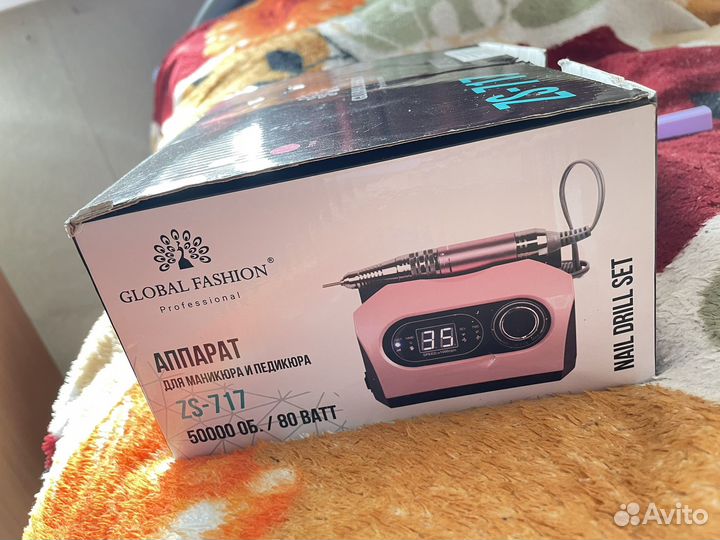 ZS-717
GLOBAL FASHION®
Professional
АППАРАТ
ДЛЯ МАНИКЮРА И ПЕДИКЮРА
ZS-717
50000 ОБ. / 80 ВАТТ
35
NAIL DRILL SET
Avito